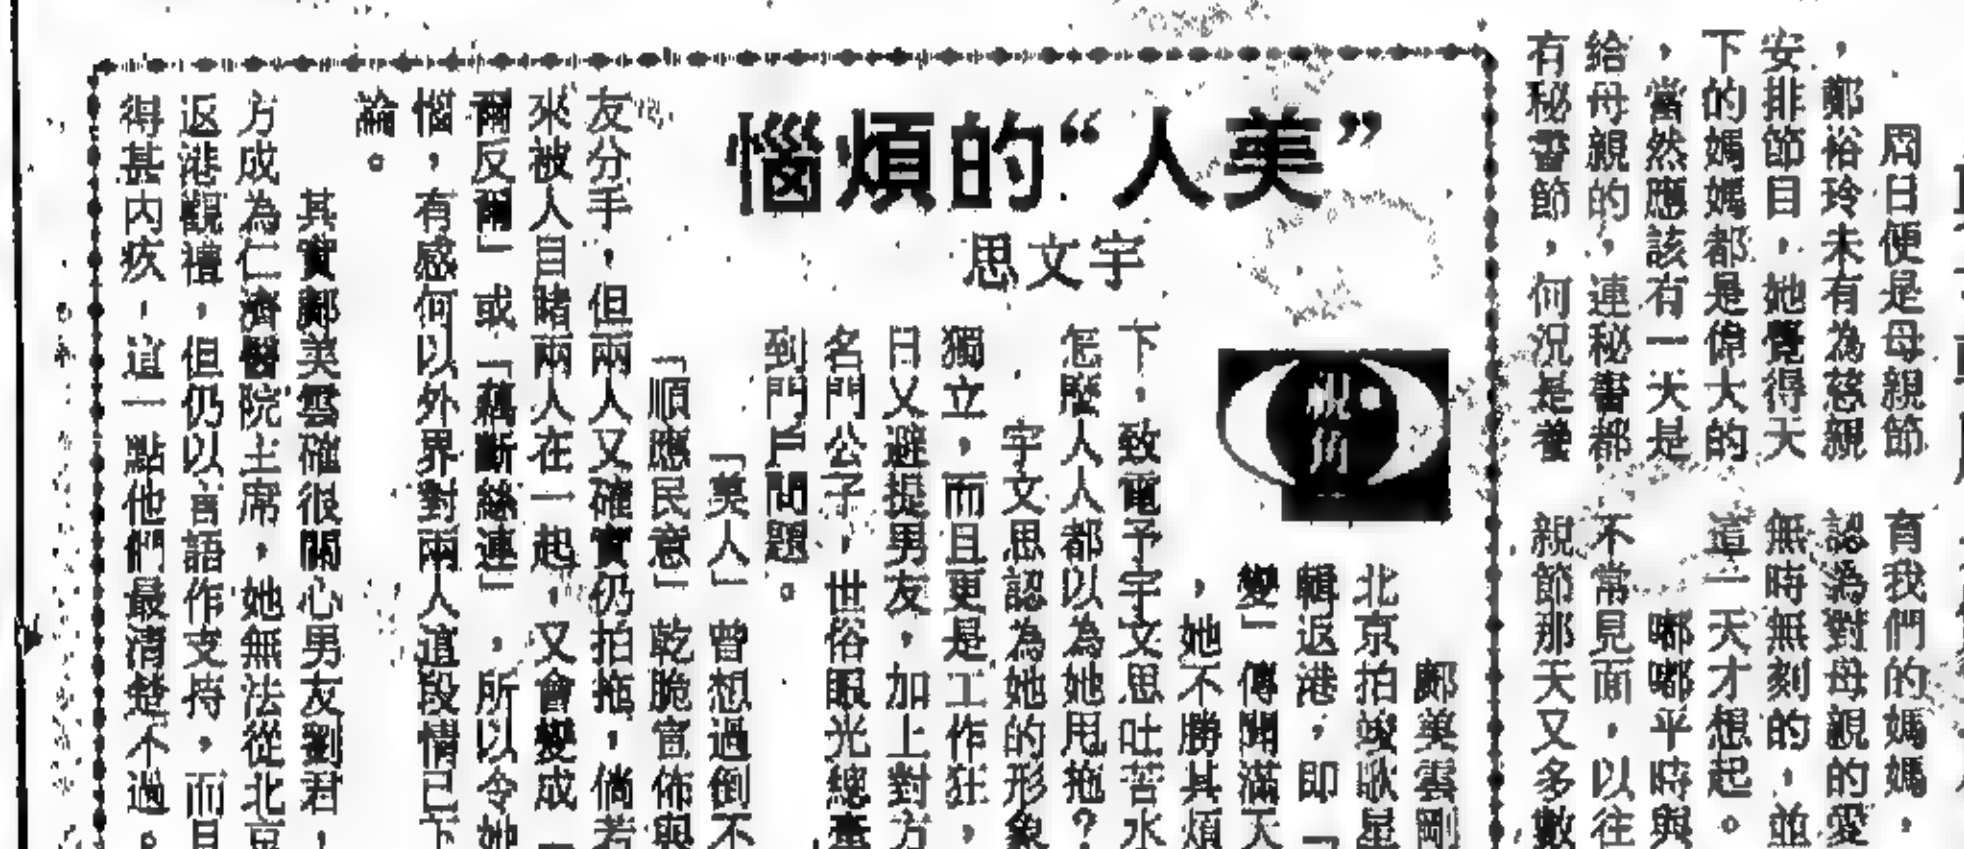 周日便是母親節
，鄭裕玲未有為慈親
安排節目，她覺得天
下的媽媽都是偉大的
，當然應該有一天是
給母親的，連秘書都
有秘書節，何況是養
育我們的媽媽，
認為對母親的愛
無時無刻的，並
這一天才想起。
嘟嘟平時與
不常見面，以往
親節那天又多數
“美人”的煩惱
宇文思
視角
鄺美雲剛
北京拍竣歌星
輯返港，即「
變」傳聞滿天
，她不勝其煩
下，致電予宇文思吐苦水
怎麼人人都以為她甩拖？
宇文思認為她的形象
獨立，而且更是工作狂，
日又避提男友，加上對方
名門公子，世俗眼光總
到門戶問題。
「美人」曾想過倒不
「順應民意」乾脆宣佈與
友分手，但兩人又確實仍拍拖，倘若
來被人目睹兩人在一起，又會變成「
爾反爾」或「藕斷絲連」，所以令她
惱，有感何以外界對兩人這段情已下
論。
其實鄺美雲確很關心男友劉君，
方成為仁濟醫院主席，她無法從北京
返港觀禮，但仍以言語作支持，而且
得甚內疚，這一點他們最清楚不過。